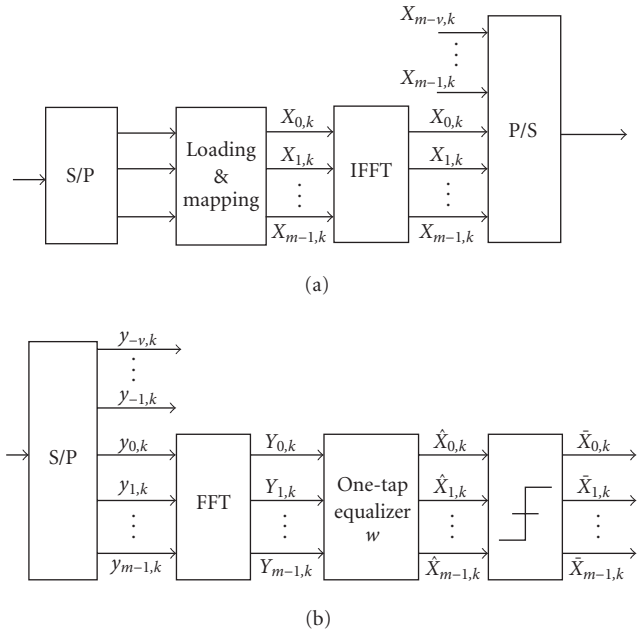 X_{m−v,k}
⋮
X_{m−1,k}
S/P
Loading
&
mapping
X_{0,k}
X_{1,k}
⋮
X_{m−1,k}
IFFT
X_{0,k}
X_{1,k}
⋮
X_{m−1,k}
P/S
(a)
S/P
y_{−v,k}
⋮
y_{−1,k}
y_{0,k}
y_{1,k}
⋮
y_{m−1,k}
FFT
Y_{0,k}
Y_{1,k}
⋮
Y_{m−1,k}
One-tap
equalizer
w
X̂_{0,k}
X̂_{1,k}
⋮
X̂_{m−1,k}
X̄_{0,k}
X̄_{1,k}
⋮
X̄_{m−1,k}
(b)